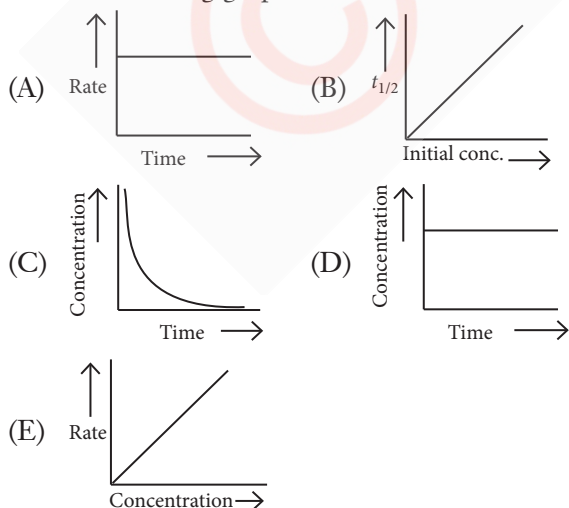 (A) Rate Time
(B) t1/2 Initial conc.
(C) Concentration Time
(D) Concentration Time
(E) Rate Concentration